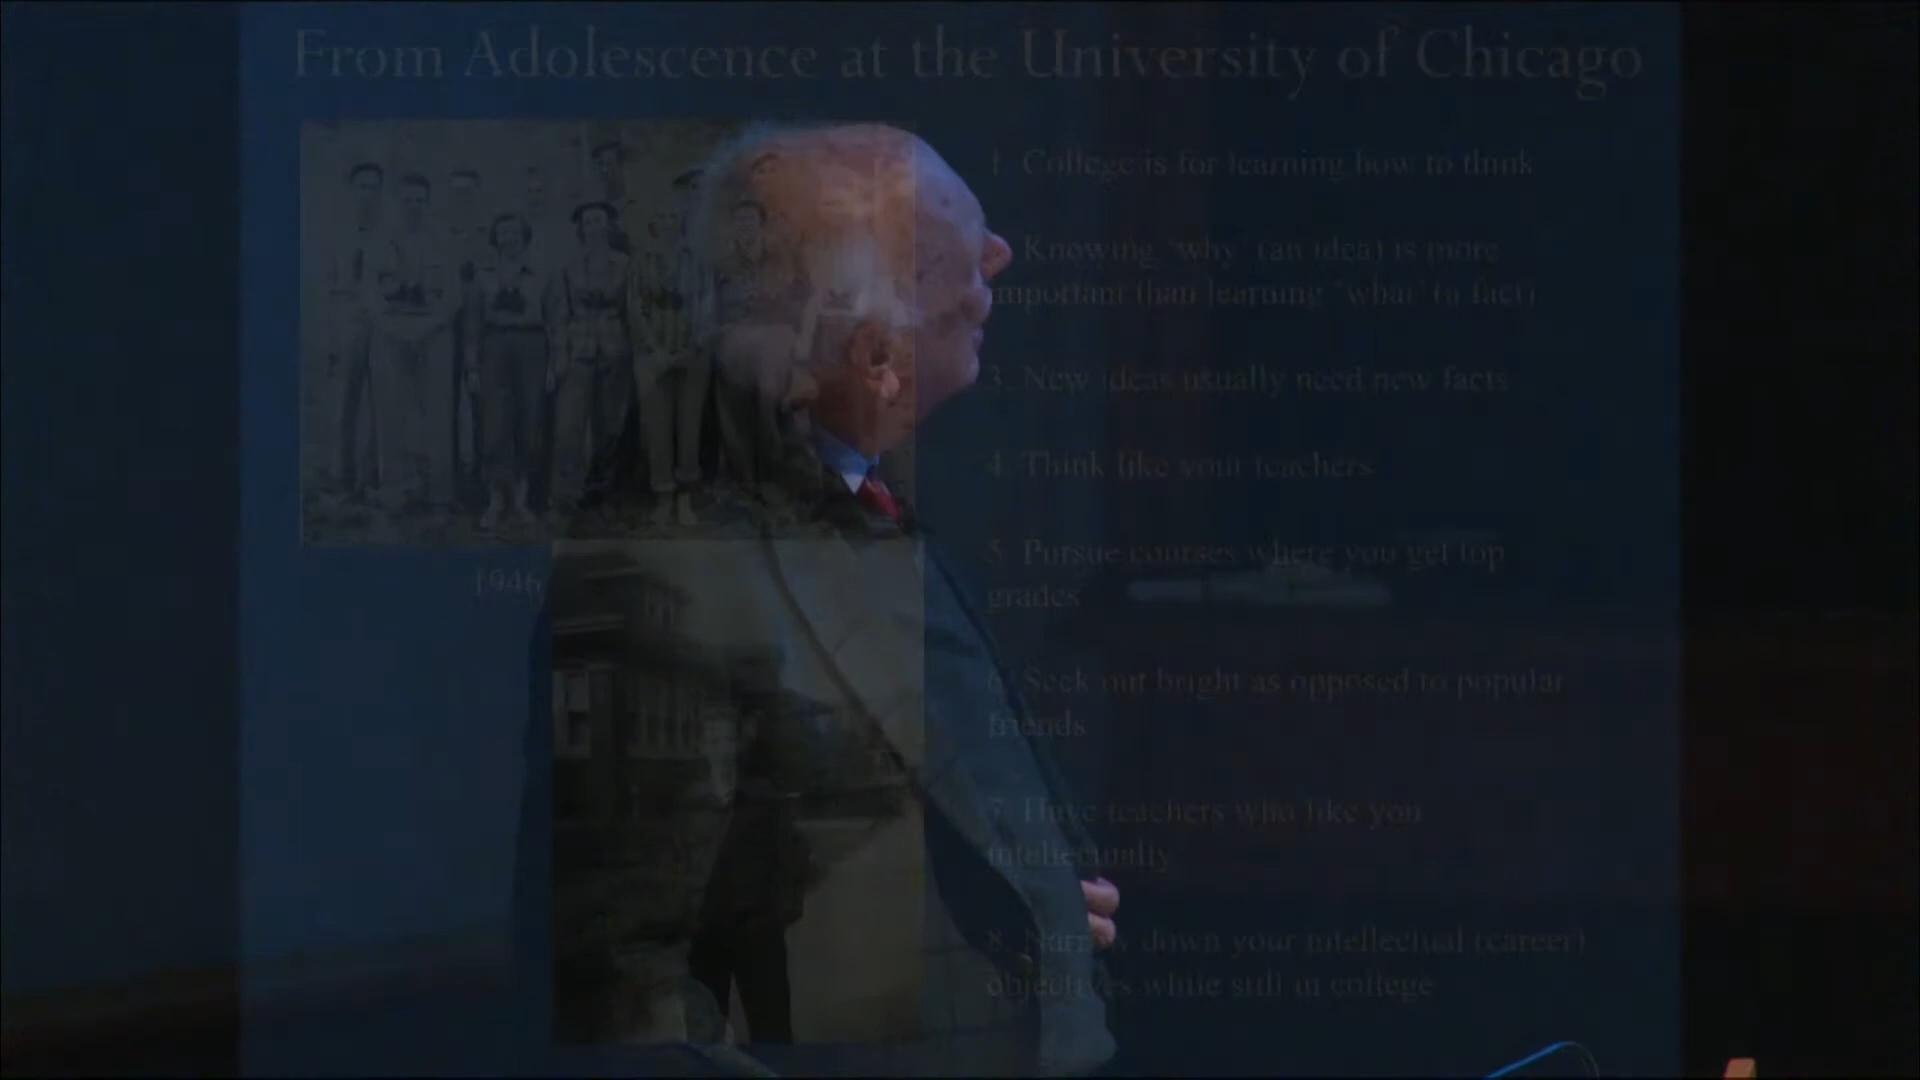 From Adolescence at the University of Chicago
1. College is for learning how to think
Knowing "why" (an idea) is more
important than learning "what" (a fact)
3. New ideas usually need new facts
4. Think like your teachers
5. Pursue courses where you get top
grades
1946
6. Seek out bright as opposed to popular
friends
7. Have teachers who like you
intellectually
8. Narrow down your intellectual (career)
objectives while still in college